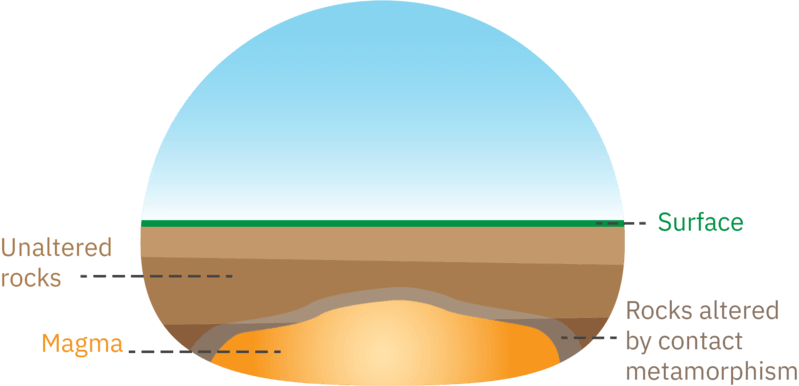 Surface
Unaltered
rocks
Magma
Rocks altered
by contact
metamorphism